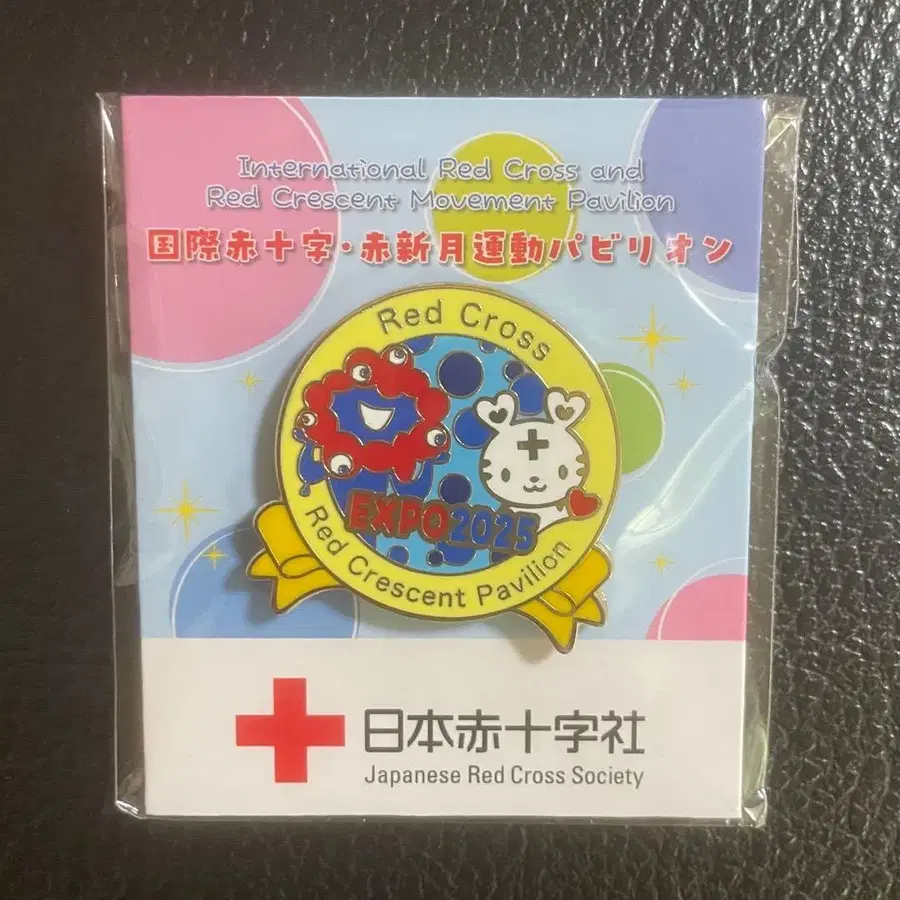 International Red Cross and
Red Crescent Movement Pavilion
国際赤十字・赤新月運動パビリオン
Red Cross
EXPO2025
Red Crescent Pavilion
日本赤十字社
Japanese Red Cross Society